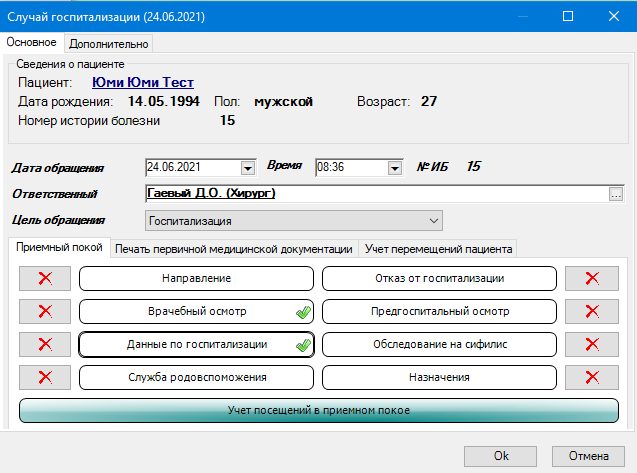 Случай госпитализации (24.06.2021)
Основное Дополнительно
Сведения о пациенте
Пациент: Юми Юми Тест
Дата рождения: 14.05.1994 Пол: мужской Возраст: 27
Номер истории болезни 15
Дата обращения 24.06.2021 Время 08:36 № ИБ 15
Ответственный Гаевый Д.О. (Хирург) ...
Цель обращения Госпитализация
Приемный покой Печать первичной медицинской документации Учет перемещений пациента
Направление Отказ от госпитализации
Врачебный осмотр Предгоспитальный осмотр
Данные по госпитализации Обследование на сифилис
Служба родовспоможения Назначения
Учет посещений в приемном покое
Ok Отмена